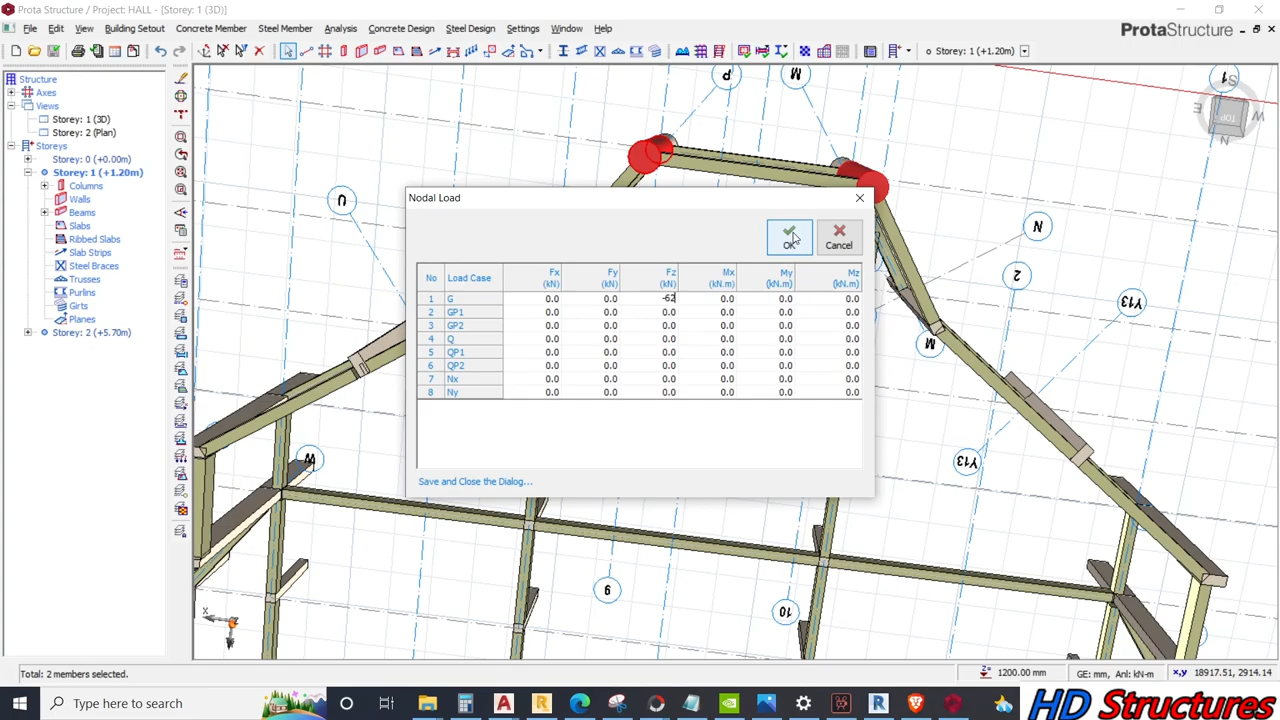 Prota Structure / Project: HALL - [Storey: 1 (3D)]
File Edit View Building Setout Concrete Member Steel Member Analysis Concrete Design Steel Design Settings Window Help
ProtaStructure
Storey: 1 (+1.20m)
Structure
Axes
Views
Storey: 1 (3D)
Storey: 2 (Plan)
Storeys
Storey: 0 (+0.00m)
Storey: 1 (+1.20m)
Columns
Walls
Beams
Slabs
Ribbed Slabs
Slab Strips
Steel Braces
Trusses
Purlins
Girts
Planes
Storey: 2 (+5.70m)
P
M
1
S
E
W
N
TOP
U
N
2
Y13
M
Y13
W
9
10
X
Nodal Load
OK
Cancel
No Load Case Fx (kN) Fy (kN) Fz (kN) Mx (kN.m) My (kN.m) Mz (kN.m)
1 G 0.0 0.0 -62 0.0 0.0 0.0
2 GP1 0.0 0.0 0.0 0.0 0.0 0.0
3 GP2 0.0 0.0 0.0 0.0 0.0 0.0
4 Q 0.0 0.0 0.0 0.0 0.0 0.0
5 QP1 0.0 0.0 0.0 0.0 0.0 0.0
6 QP2 0.0 0.0 0.0 0.0 0.0 0.0
7 Nx 0.0 0.0 0.0 0.0 0.0 0.0
8 Ny 0.0 0.0 0.0 0.0 0.0 0.0
Save and Close the Dialog...
Total: 2 members selected.
Z= 1200.00 mm
GE: mm, Anl: kN-m
x,y 18917.51, 2914.14
Type here to search
HD Structures